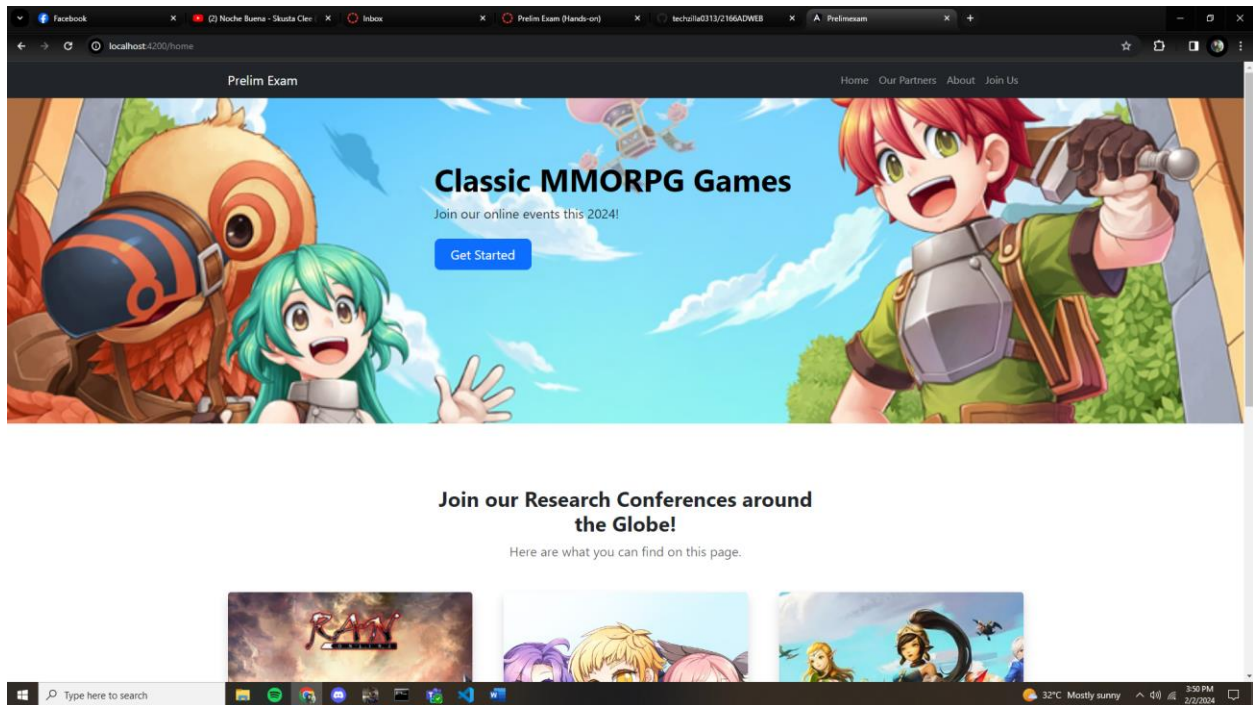 Facebook
(2) Noche Buena - Skusta Clee
Inbox
Prelim Exam (Hands-on)
techzilla0313/2166ADWEB
Prelimexam
localhost:4200/home
Prelim Exam
Home Our Partners About Join Us
Classic MMORPG Games
Join our online events this 2024!
Get Started
Join our Research Conferences around
the Globe!
Here are what you can find on this page.
RAN
ONLINE
Type here to search
32°C Mostly sunny
3:50 PM
2/2/2024